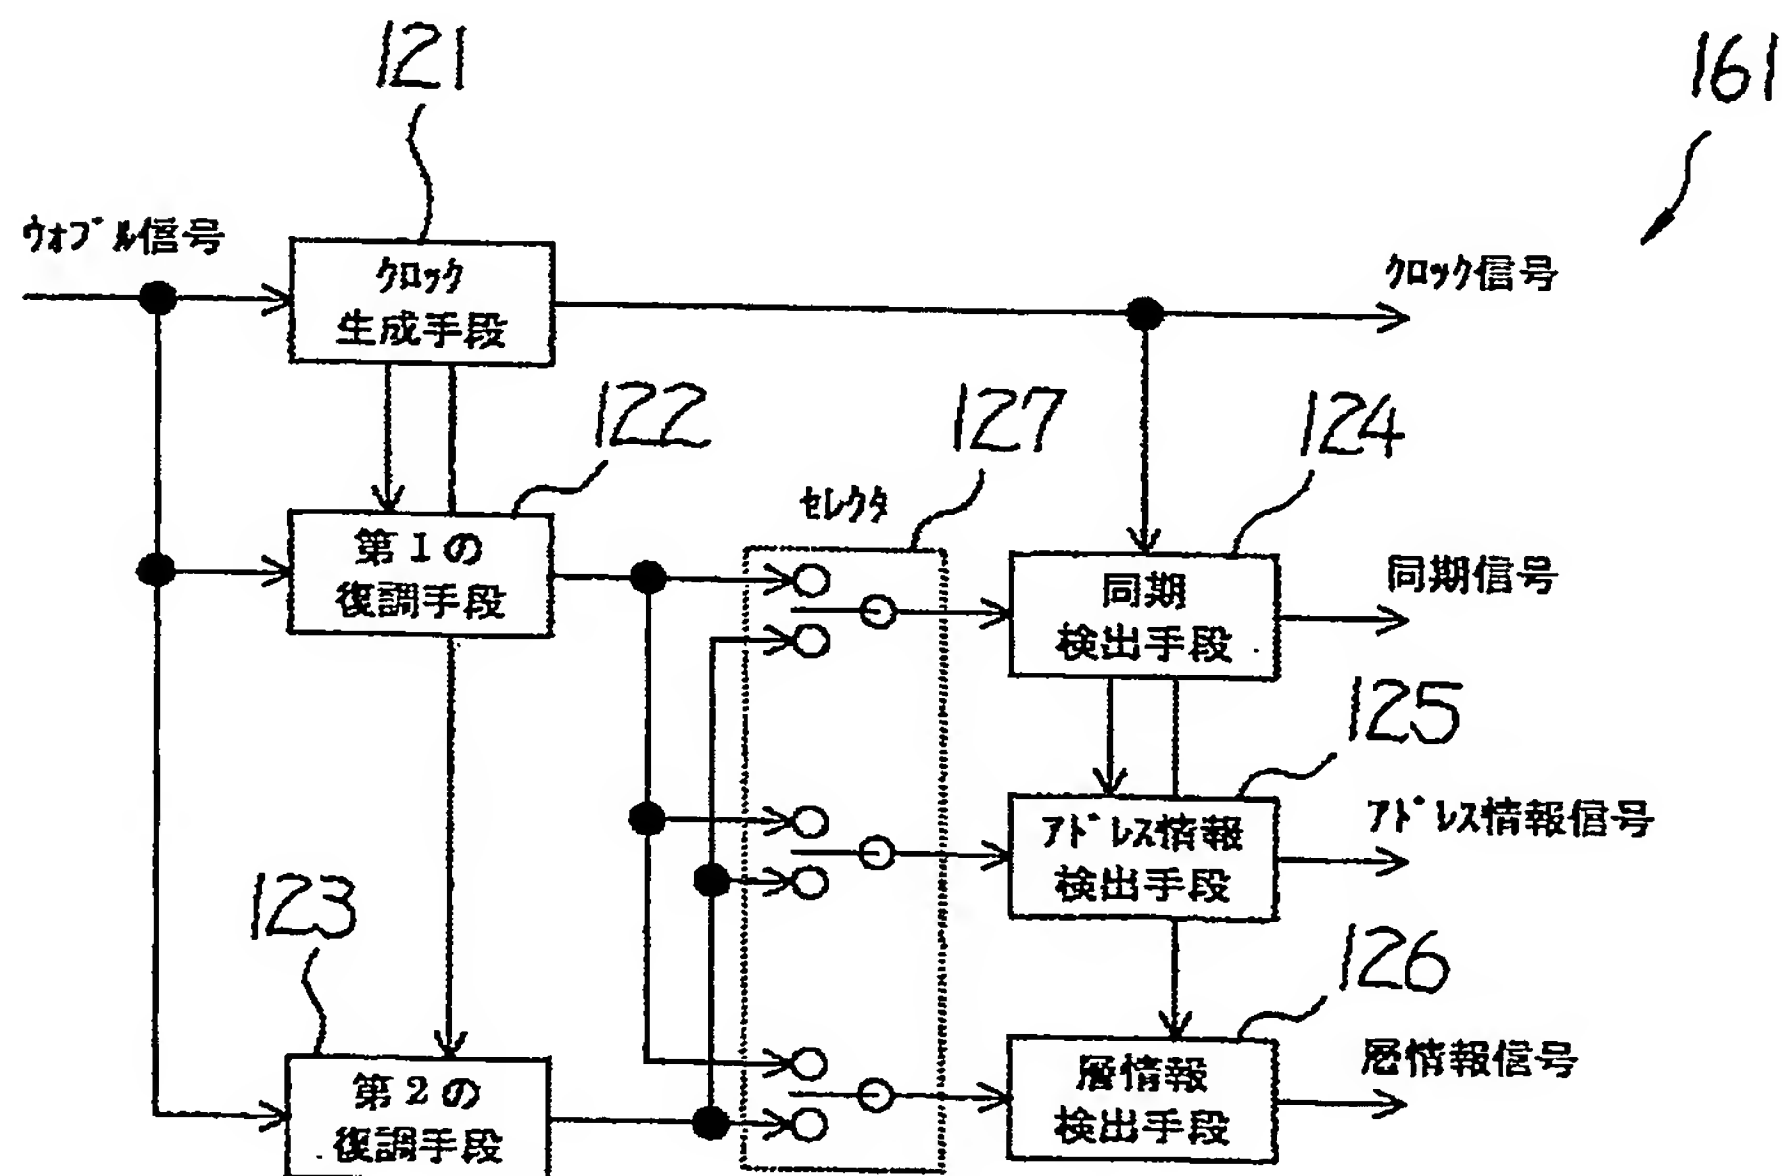 121
161
ウオブル信号
クロック
生成手段
クロック信号
122
127
124
セレクタ
第1の
復調手段
同期
検出手段
同期信号
125
アドレス情報
検出手段
アドレス情報信号
123
126
第2の
復調手段
層情報
検出手段
層情報信号